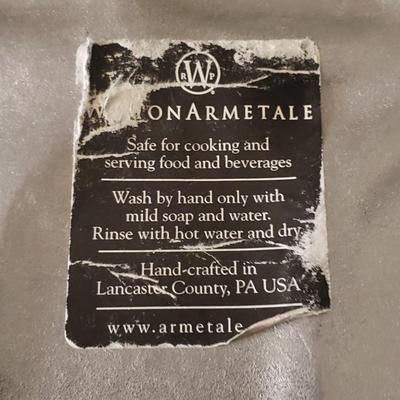 R W P
W   TONARMETALE
Safe for cooking and
serving food and beverages
Wash by hand only with
mild soap and water.
Rinse with hot water and dry
Hand-crafted in
Lancaster County, PA USA
www.armetale